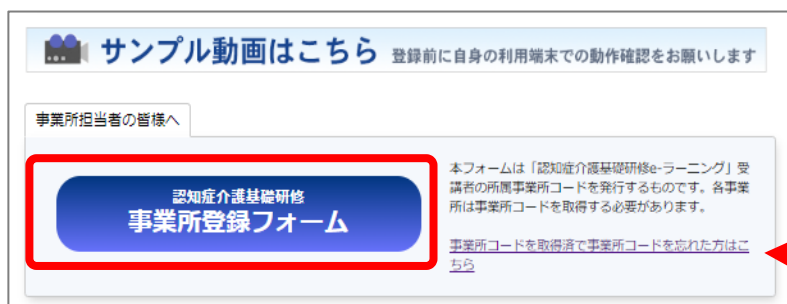 サンプル動画はこちら 登録前に自身の利用端末での動作確認をお願いします
事業所担当者の皆様へ
認知症介護基礎研修
事業所登録フォーム
本フォームは「認知症介護基礎研修e-ラーニング」受
講者の所属事業所コードを発行するものです。各事業
所は事業所コードを取得する必要があります。
事業所コードを取得済で事業所コードを忘れた方はこ
ちら